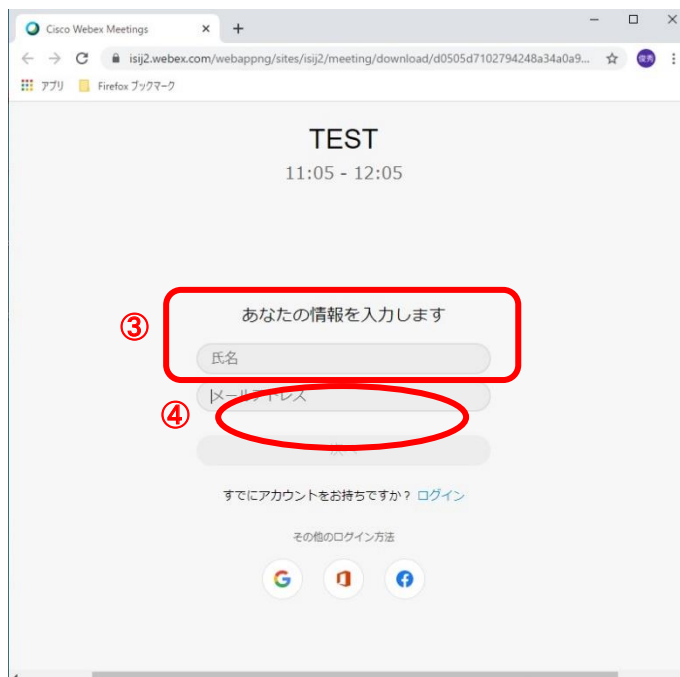 Cisco Webex Meetings
isij2.webex.com/webappng/sites/isij2/meeting/download/d0505d7102794248a34a0a9...
俊秀
アプリ Firefox ブックマーク
TEST
11:05 - 12:05
③
あなたの情報を入力します
氏名
④
メールアドレス
すでにアカウントをお持ちですか？ ログイン
その他のログイン方法